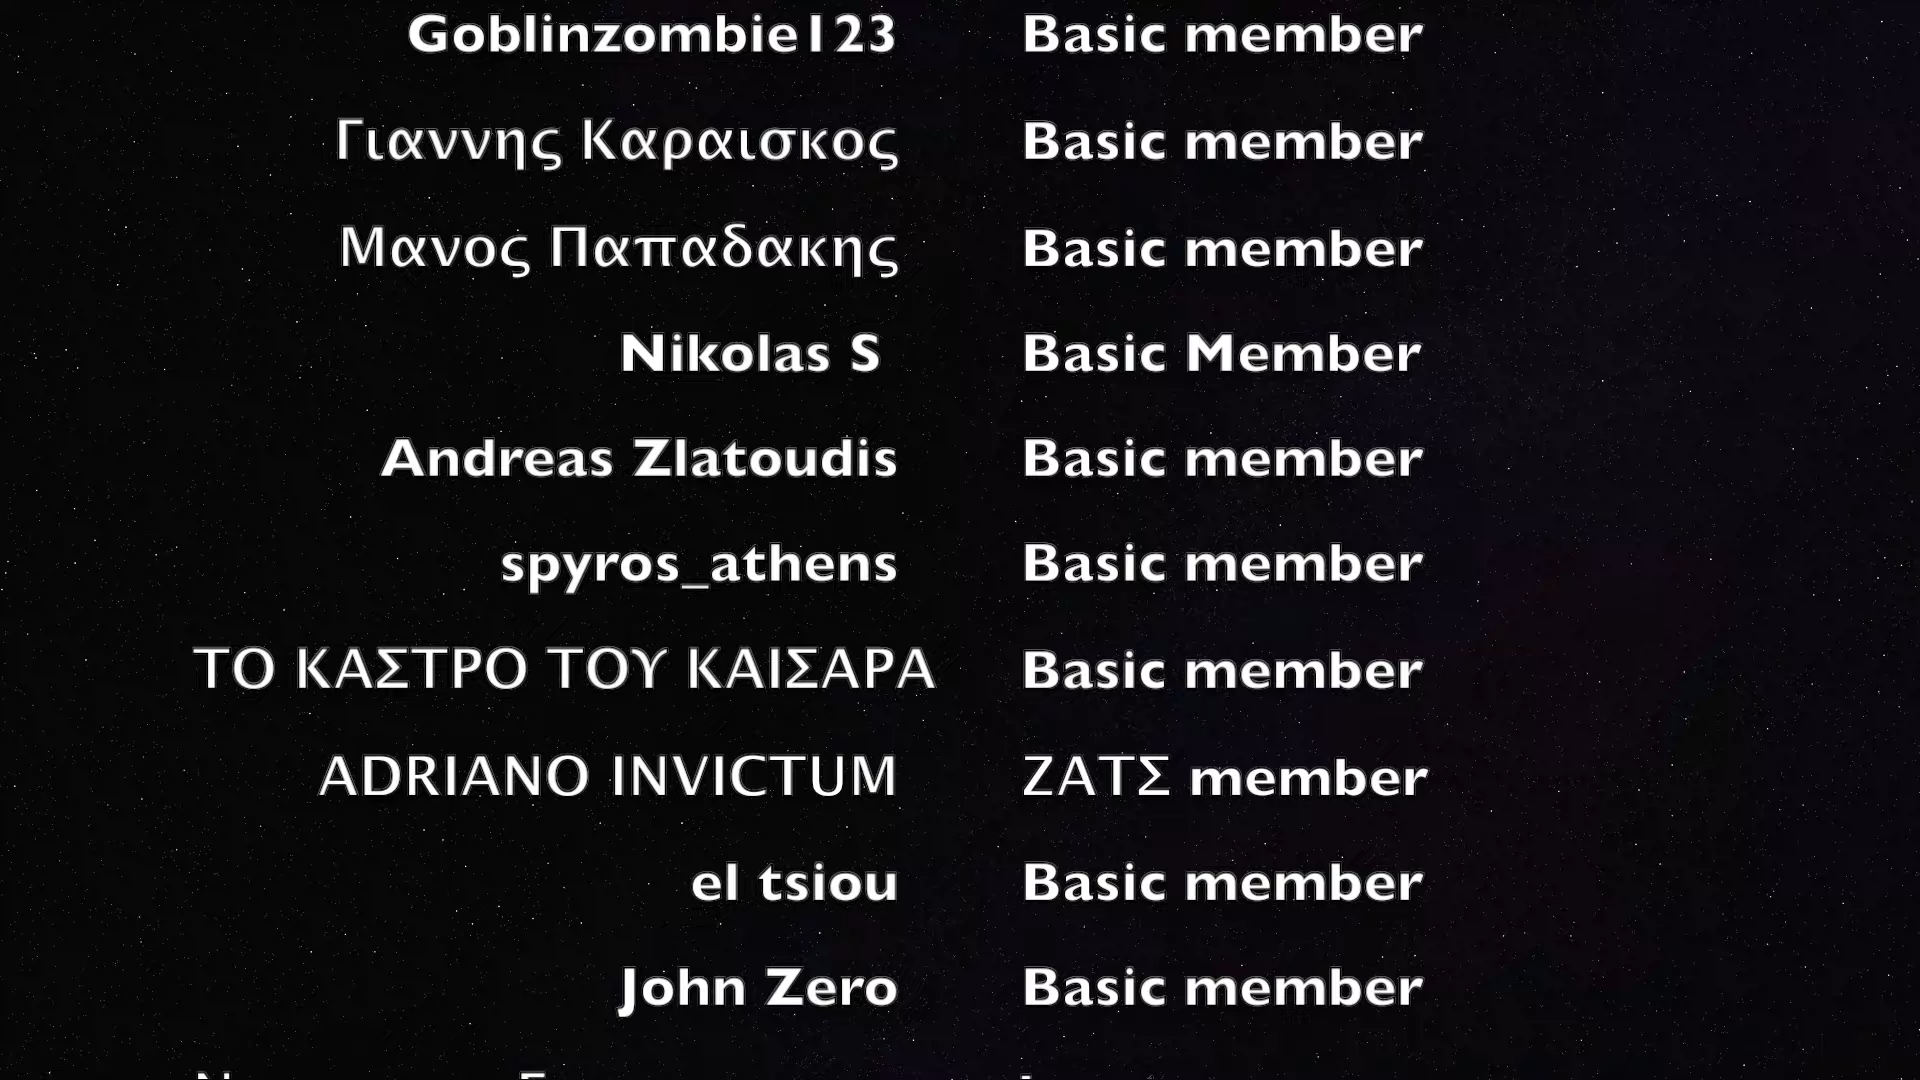 Goblinzombie123 Basic member
Γιαννης Καραισκος Basic member
Μανος Παπαδακης Basic member
Nikolas S Basic Member
Andreas Zlatoudis Basic member
spyros_athens Basic member
ΤΟ ΚΑΣΤΡΟ ΤΟΥ ΚΑΙΣΑΡΑ Basic member
ADRIANO INVICTUM ΖΑΤΣ member
el tsiou Basic member
John Zero Basic member